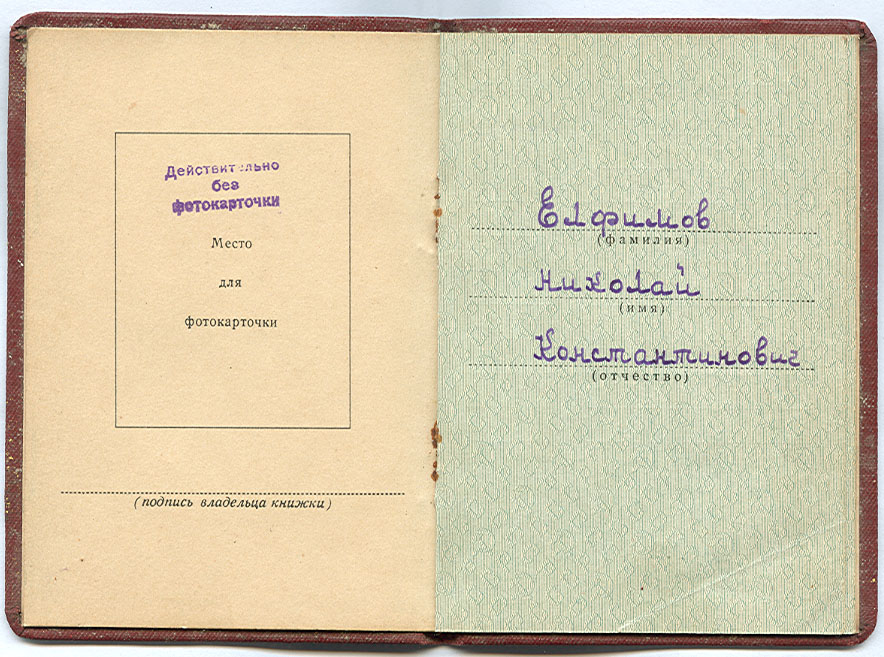 Действительно
без
фотокарточки
Место
для
фотокарточки
(подпись владельца книжки)
Елфимов
(фамилия)
Николай
(имя)
Константинович
(отчество)